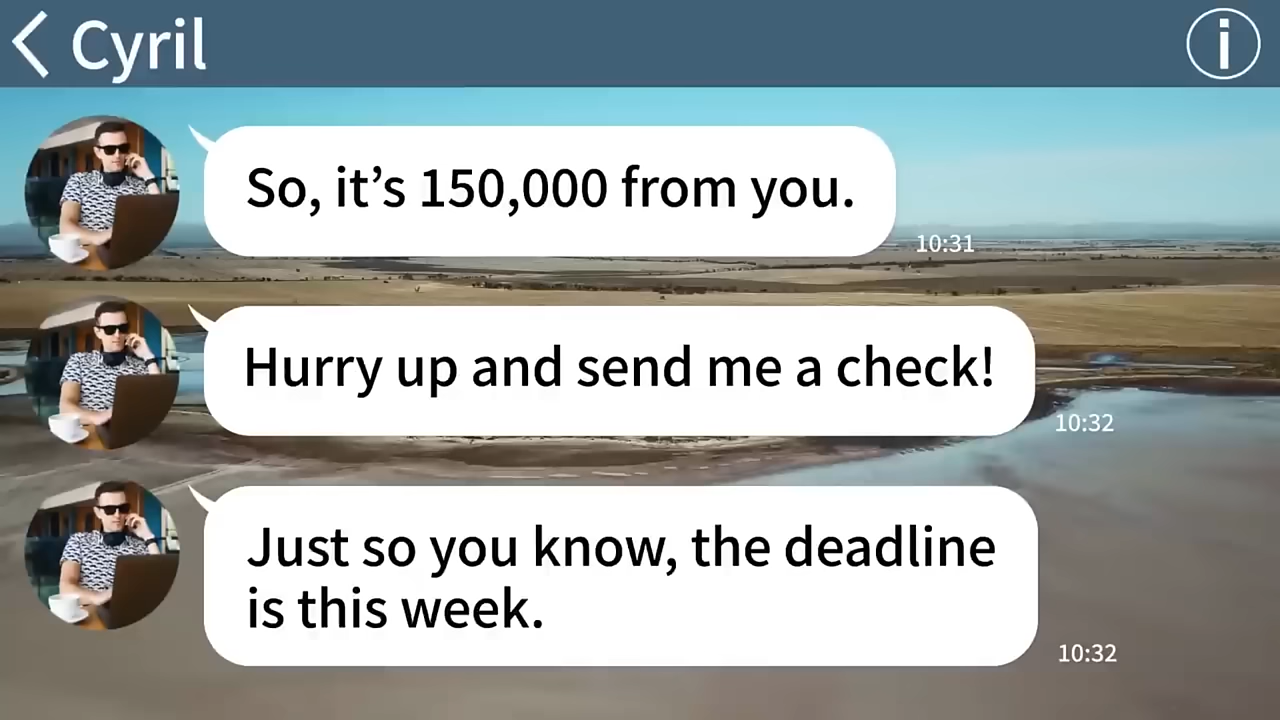 Cyril
So, it’s 150,000 from you.
10:31
Hurry up and send me a check!
10:32
Just so you know, the deadline
is this week.
10:32